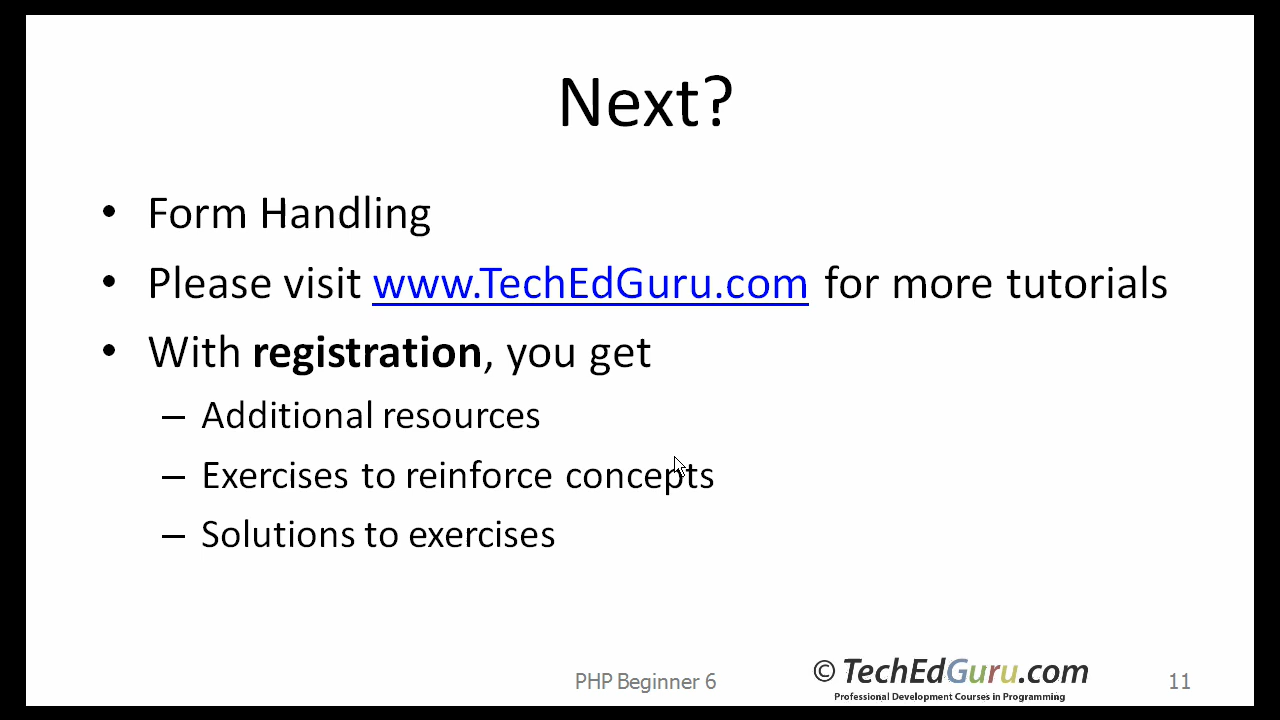 Next?
• Form Handling
• Please visit www.TechEdGuru.com for more tutorials
• With registration, you get
– Additional resources
– Exercises to reinforce concepts
– Solutions to exercises
PHP Beginner 6
© TechEdGuru.com
Professional Development Courses in Programming
11